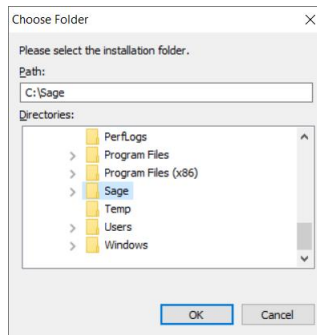 Choose Folder
Please select the installation folder.
Path:
C:\Sage
Directories:
PerfLogs
Program Files
Program Files (x86)
Sage
Temp
Users
Windows
OK
Cancel